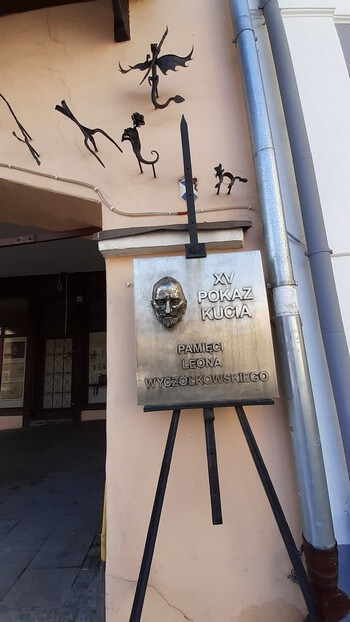 XV
POKAZ
KUCIA
PAMIĘCI
LEONA
WYCZÓŁKOWSKIEGO